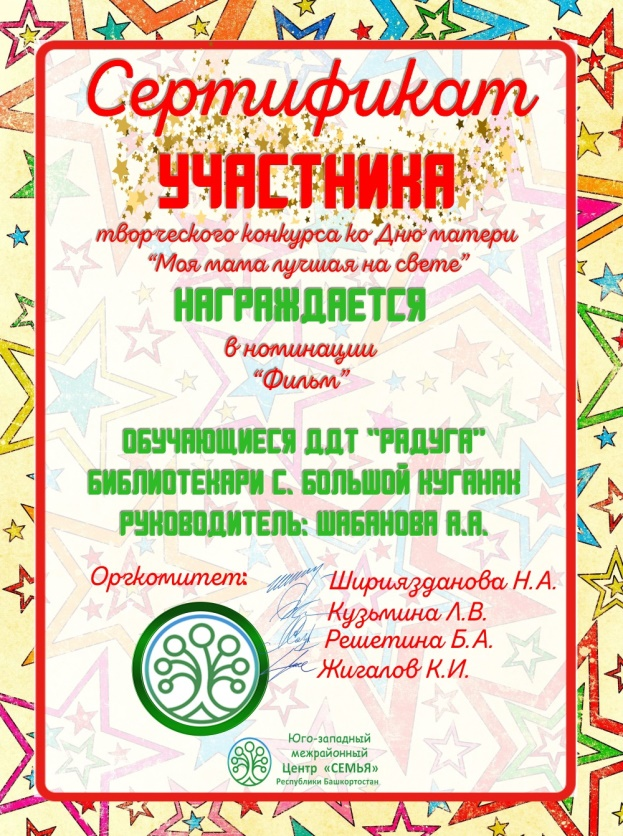 Сертификат
УЧАСТНИКА
творческого конкурса ко Дню матери
“Моя мама лучшая на свете”
НАГРАЖДАЕТСЯ
в номинации
“Фильм”
ОБУЧАЮЩИЕСЯ ДДТ “РАДУГА”
БИБЛИОТЕКАРИ С. БОЛЬШОЙ КУГАНАК
РУКОВОДИТЕЛЬ: ШАБАНОВА А.А.
Оргкомитет:
Шириязданова Н.А.
Кузьмина Л.В.
Решетина Б.А.
Жигалов К.И.
Юго-западный
межрайонный
Центр «СЕМЬЯ»
Республики Башкортостан